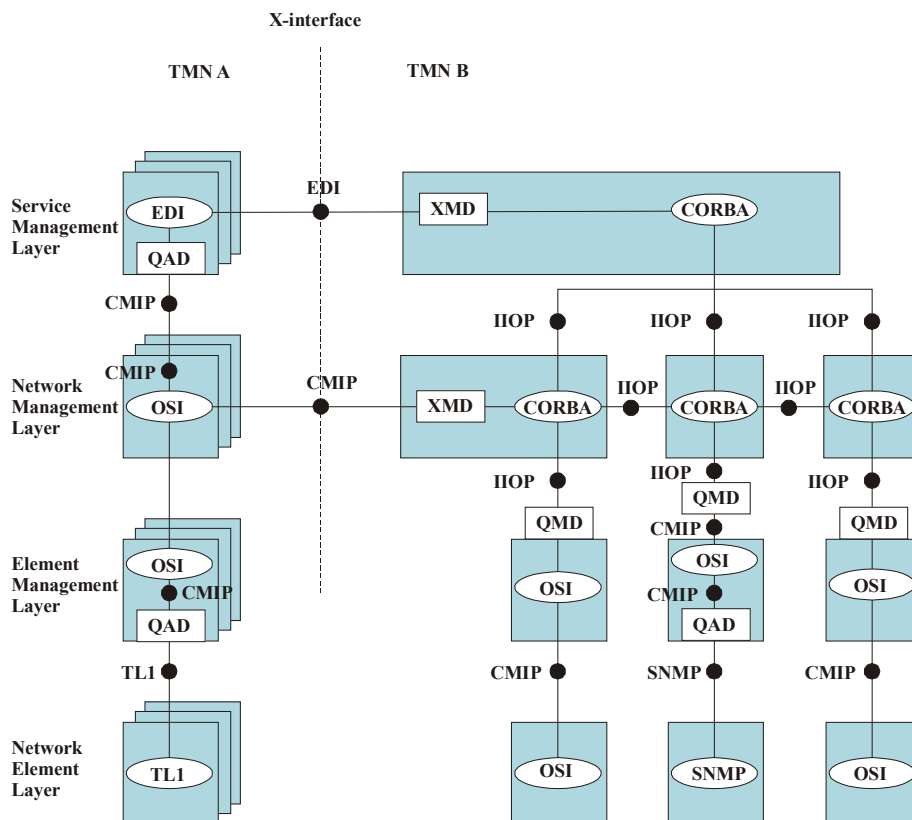 X-interface
TMN A
TMN B
EDI
Service
Management
Layer
EDI
XMD
CORBA
QAD
CMIP
IIOP
IIOP
IIOP
CMIP
CMIP
IIOP
IIOP
Network
Management
Layer
OSI
XMD
CORBA
CORBA
CORBA
IIOP
IIOP
IIOP
QMD
QMD
QMD
CMIP
Element
Management
Layer
OSI
OSI
OSI
OSI
CMIP
CMIP
QAD
QAD
TL1
CMIP
SNMP
CMIP
Network
Element
Layer
TL1
OSI
SNMP
OSI